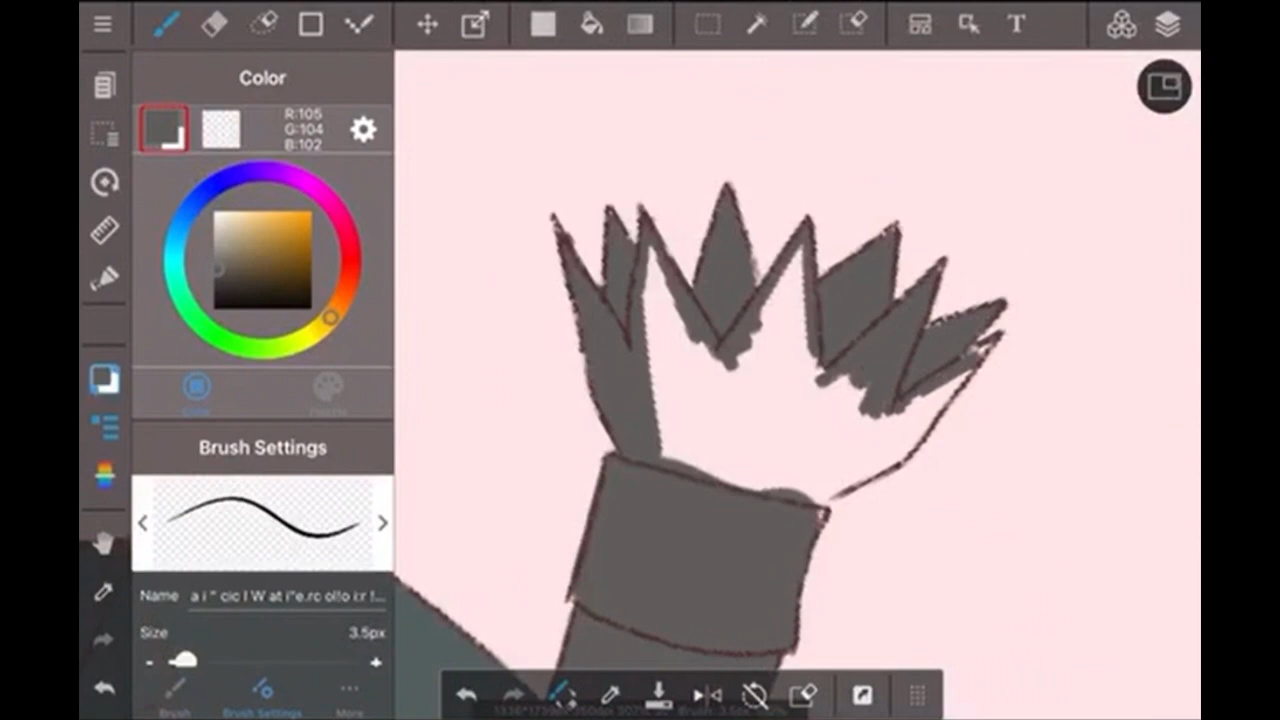 T
Color
R:105
G:104
B:102
Brush Settings
Name
Size
3.5px
-
+
Brush
Brush Settings
More